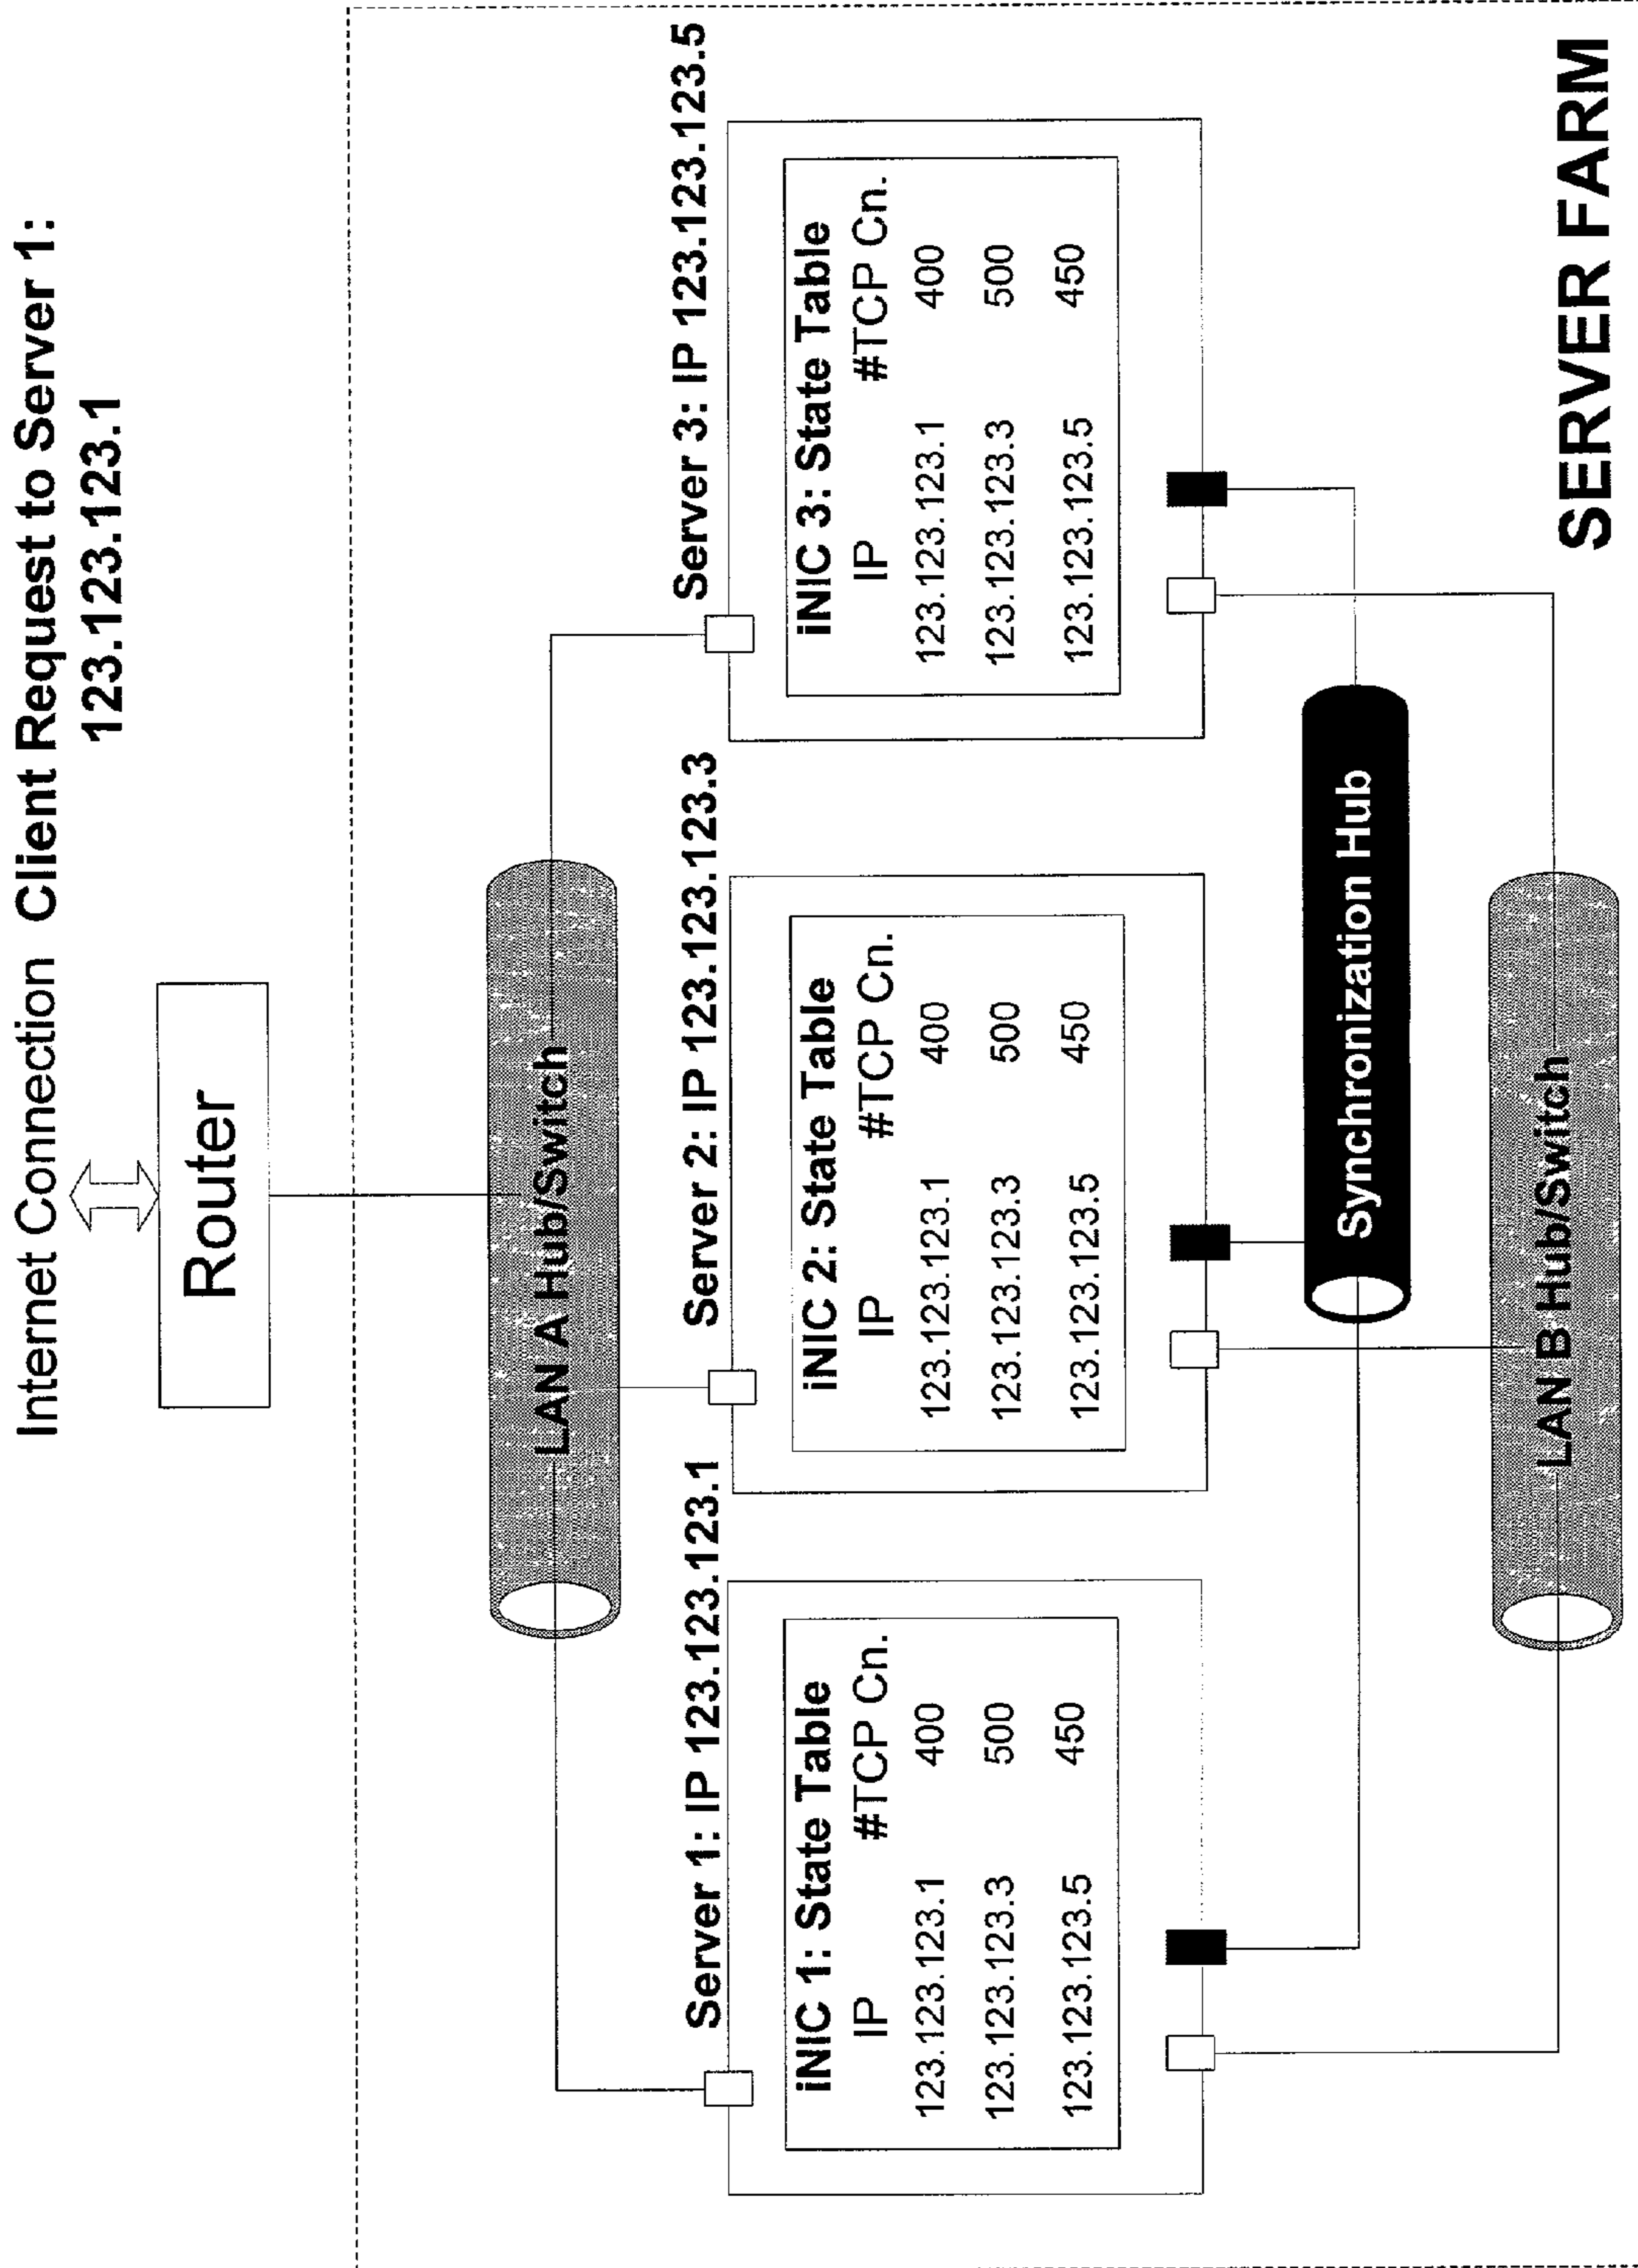 Internet Connection Client Request to Server 1:
123.123.123.1
Router
LAN A Hub/Switch
Server 1: IP 123.123.123.1
iNIC 1: State Table
IP #TCP Cn.
123.123.123.1 400
123.123.123.3 500
123.123.123.5 450
Server 2: IP 123.123.123.3
iNIC 2: State Table
IP #TCP Cn.
123.123.123.1 400
123.123.123.3 500
123.123.123.5 450
Server 3: IP 123.123.123.5
iNIC 3: State Table
IP #TCP Cn.
123.123.123.1 400
123.123.123.3 500
123.123.123.5 450
Synchronization Hub
LAN B Hub/Switch
SERVER FARM